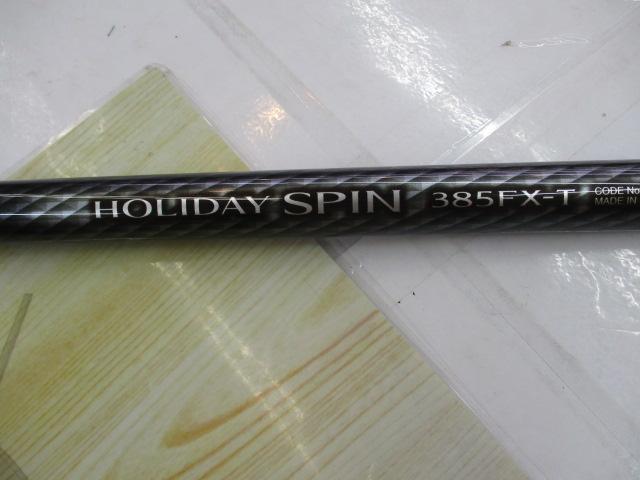 HOLIDAY SPIN 385FX-T
CODE No
MADE IN